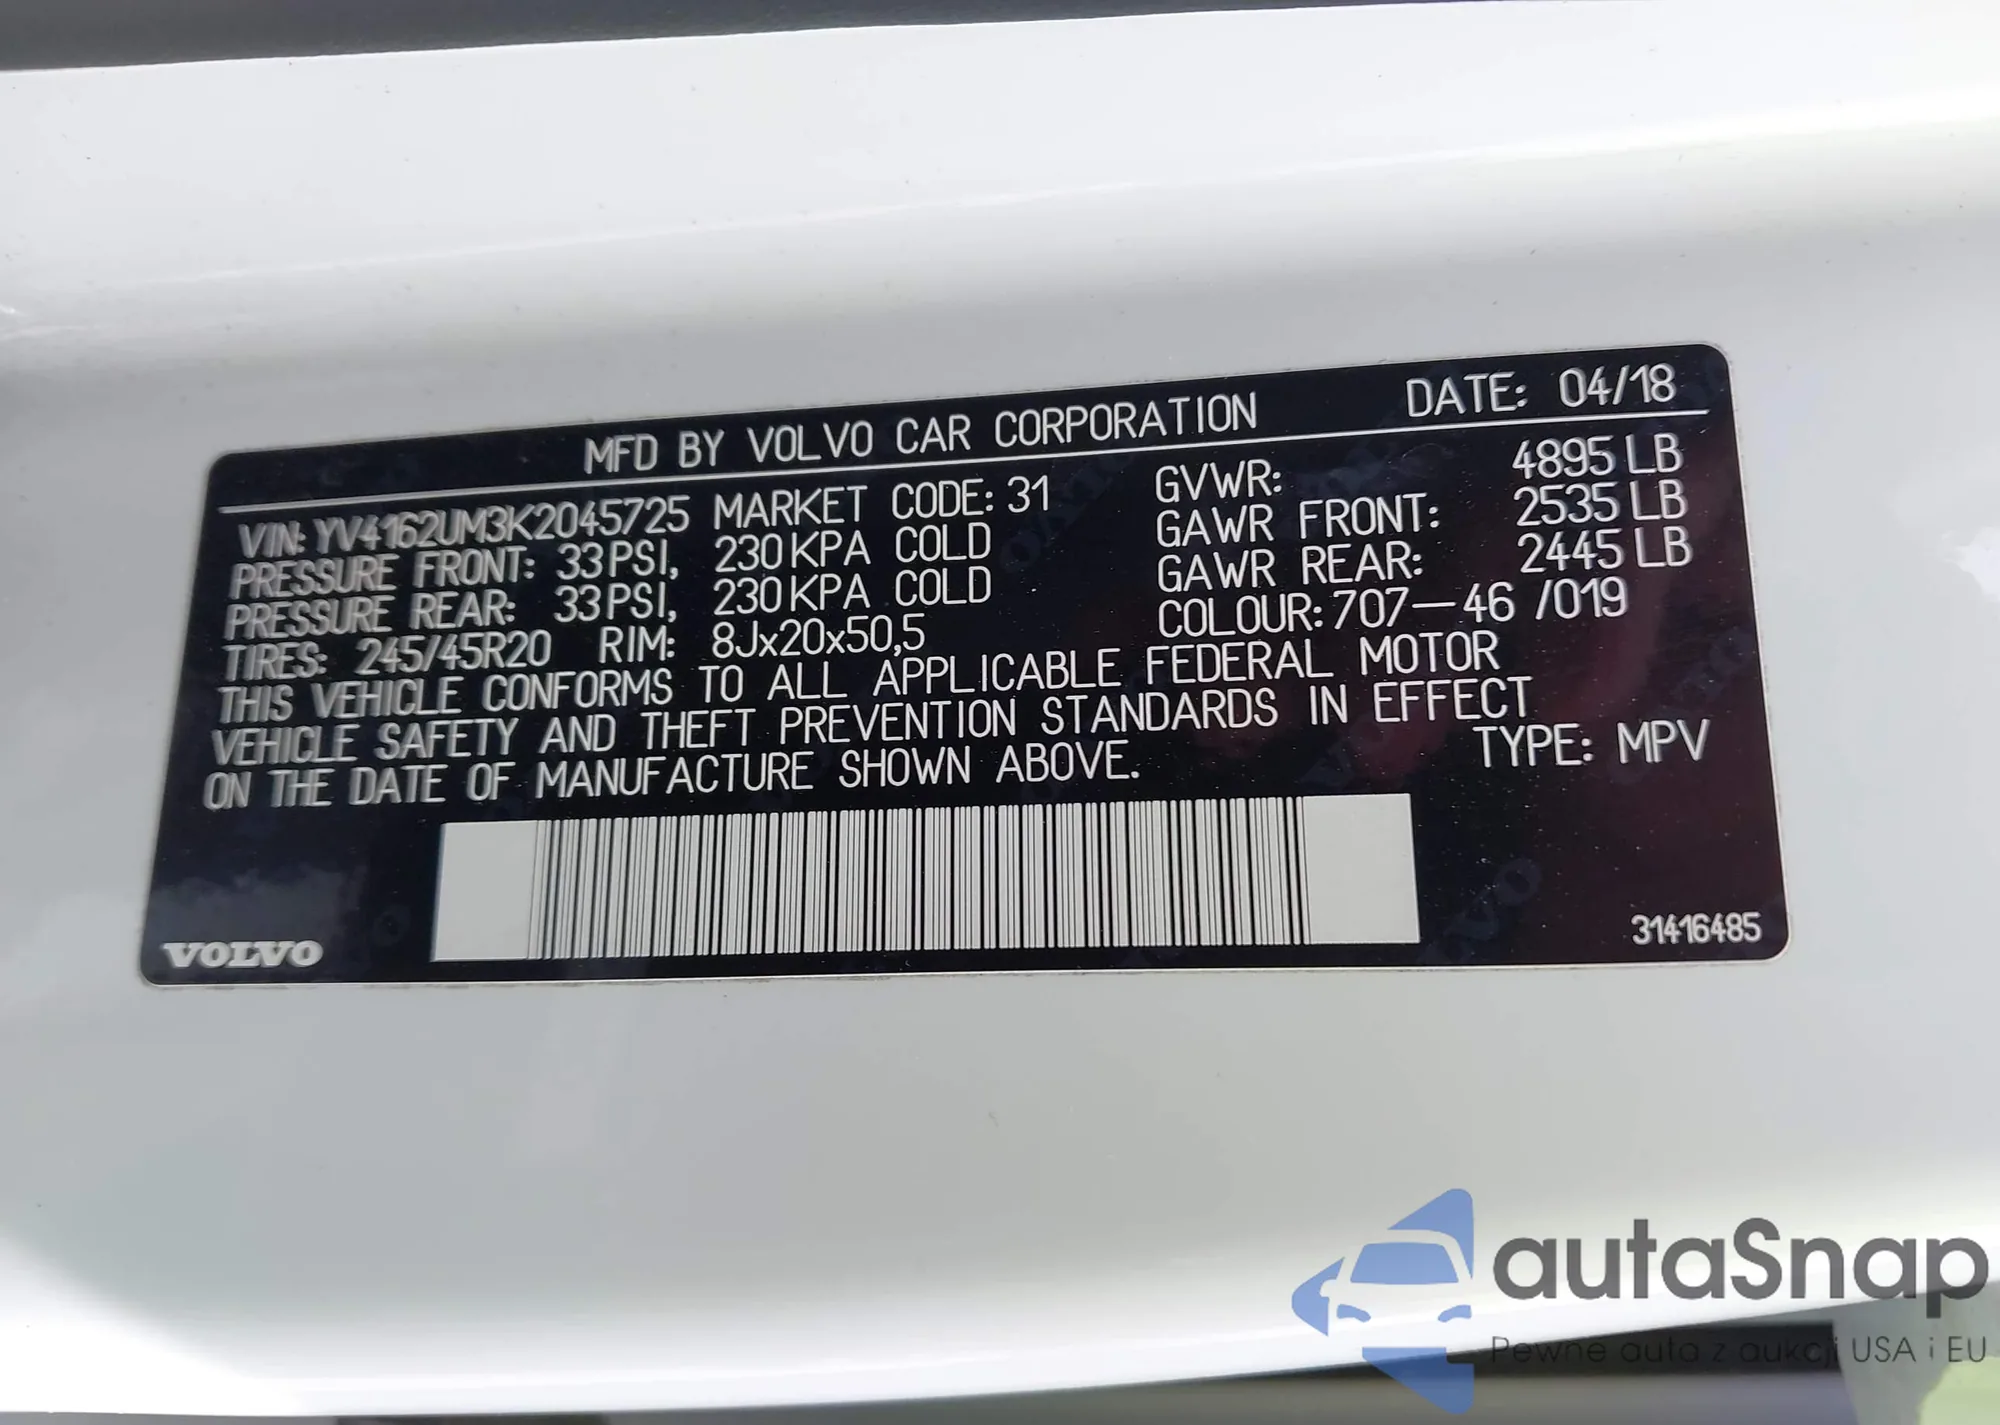 MFD BY VOLVO CAR CORPORATION DATE: 04/18
VIN: YV4162UM3K2045725 MARKET CODE: 31 GVWR: 4895 LB
PRESSURE FRONT: 33 PSI, 230 KPA COLD GAWR FRONT: 2535 LB
PRESSURE REAR: 33 PSI, 230 KPA COLD GAWR REAR: 2445 LB
TIRES: 245/45R20 RIM: 8Jx20x50,5 COLOUR: 707-46 /019
THIS VEHICLE CONFORMS TO ALL APPLICABLE FEDERAL MOTOR
VEHICLE SAFETY AND THEFT PREVENTION STANDARDS IN EFFECT
ON THE DATE OF MANUFACTURE SHOWN ABOVE. TYPE: MPV
VOLVO
31416485
autaSnap
Pewne auta z aukcji USA i EU